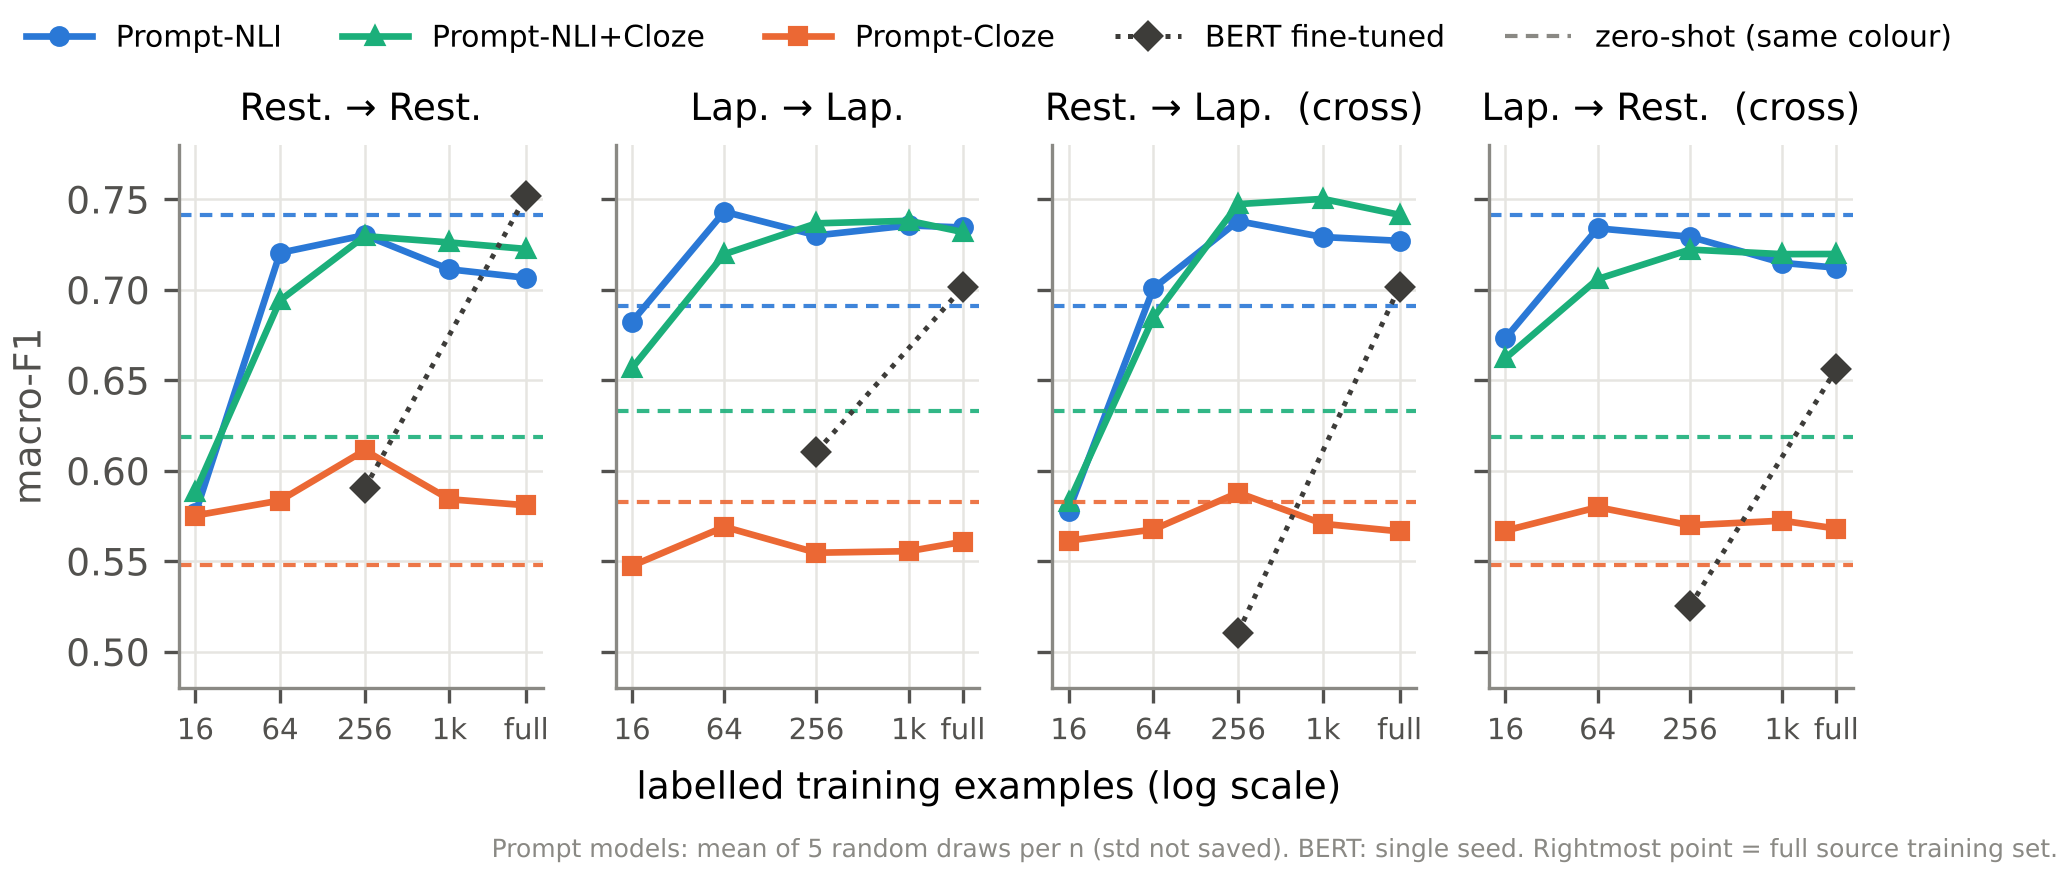 Prompt-NLI Prompt-NLI+Cloze Prompt-Cloze BERT fine-tuned zero-shot (same colour)
Rest. → Rest. Lap. → Lap. Rest. → Lap. (cross) Lap. → Rest. (cross)
macro-F1
0.75
0.70
0.65
0.60
0.55
0.50
16 64 256 1k full 16 64 256 1k full 16 64 256 1k full 16 64 256 1k full
labelled training examples (log scale)
Prompt models: mean of 5 random draws per n (std not saved). BERT: single seed. Rightmost point = full source training set.